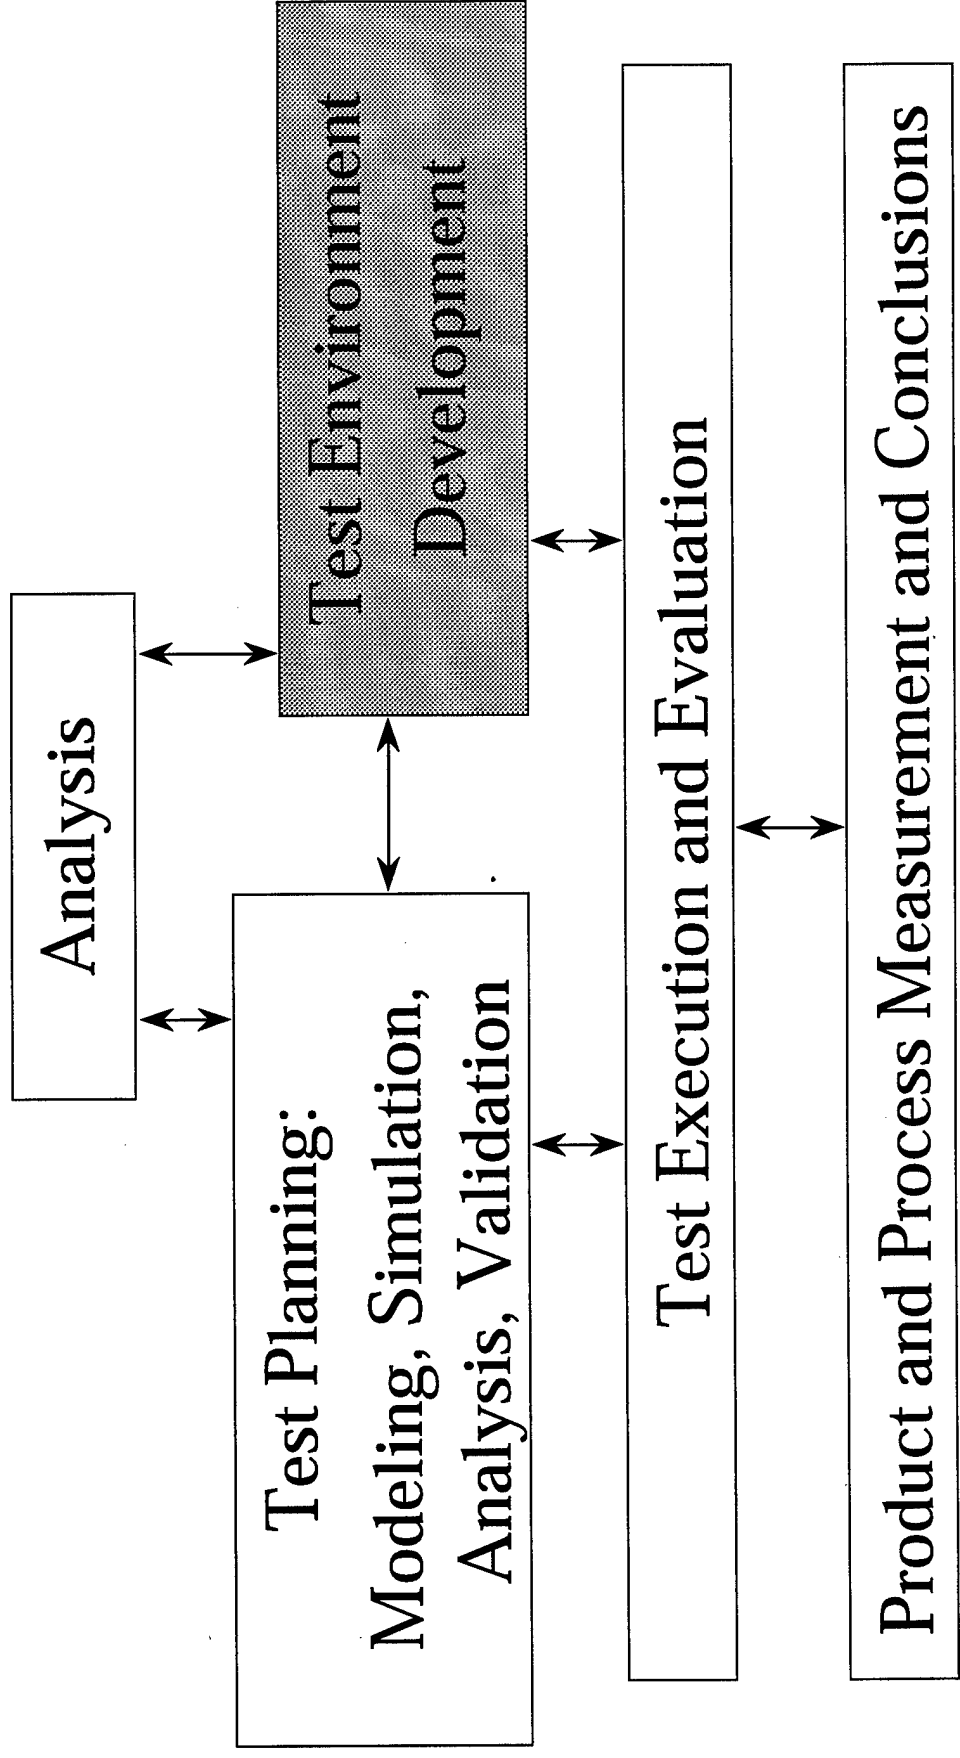 Analysis
Test Planning:
Modeling, Simulation,
Analysis, Validation
Test Environment
Development
Test Execution and Evaluation
Product and Process Measurement and Conclusions